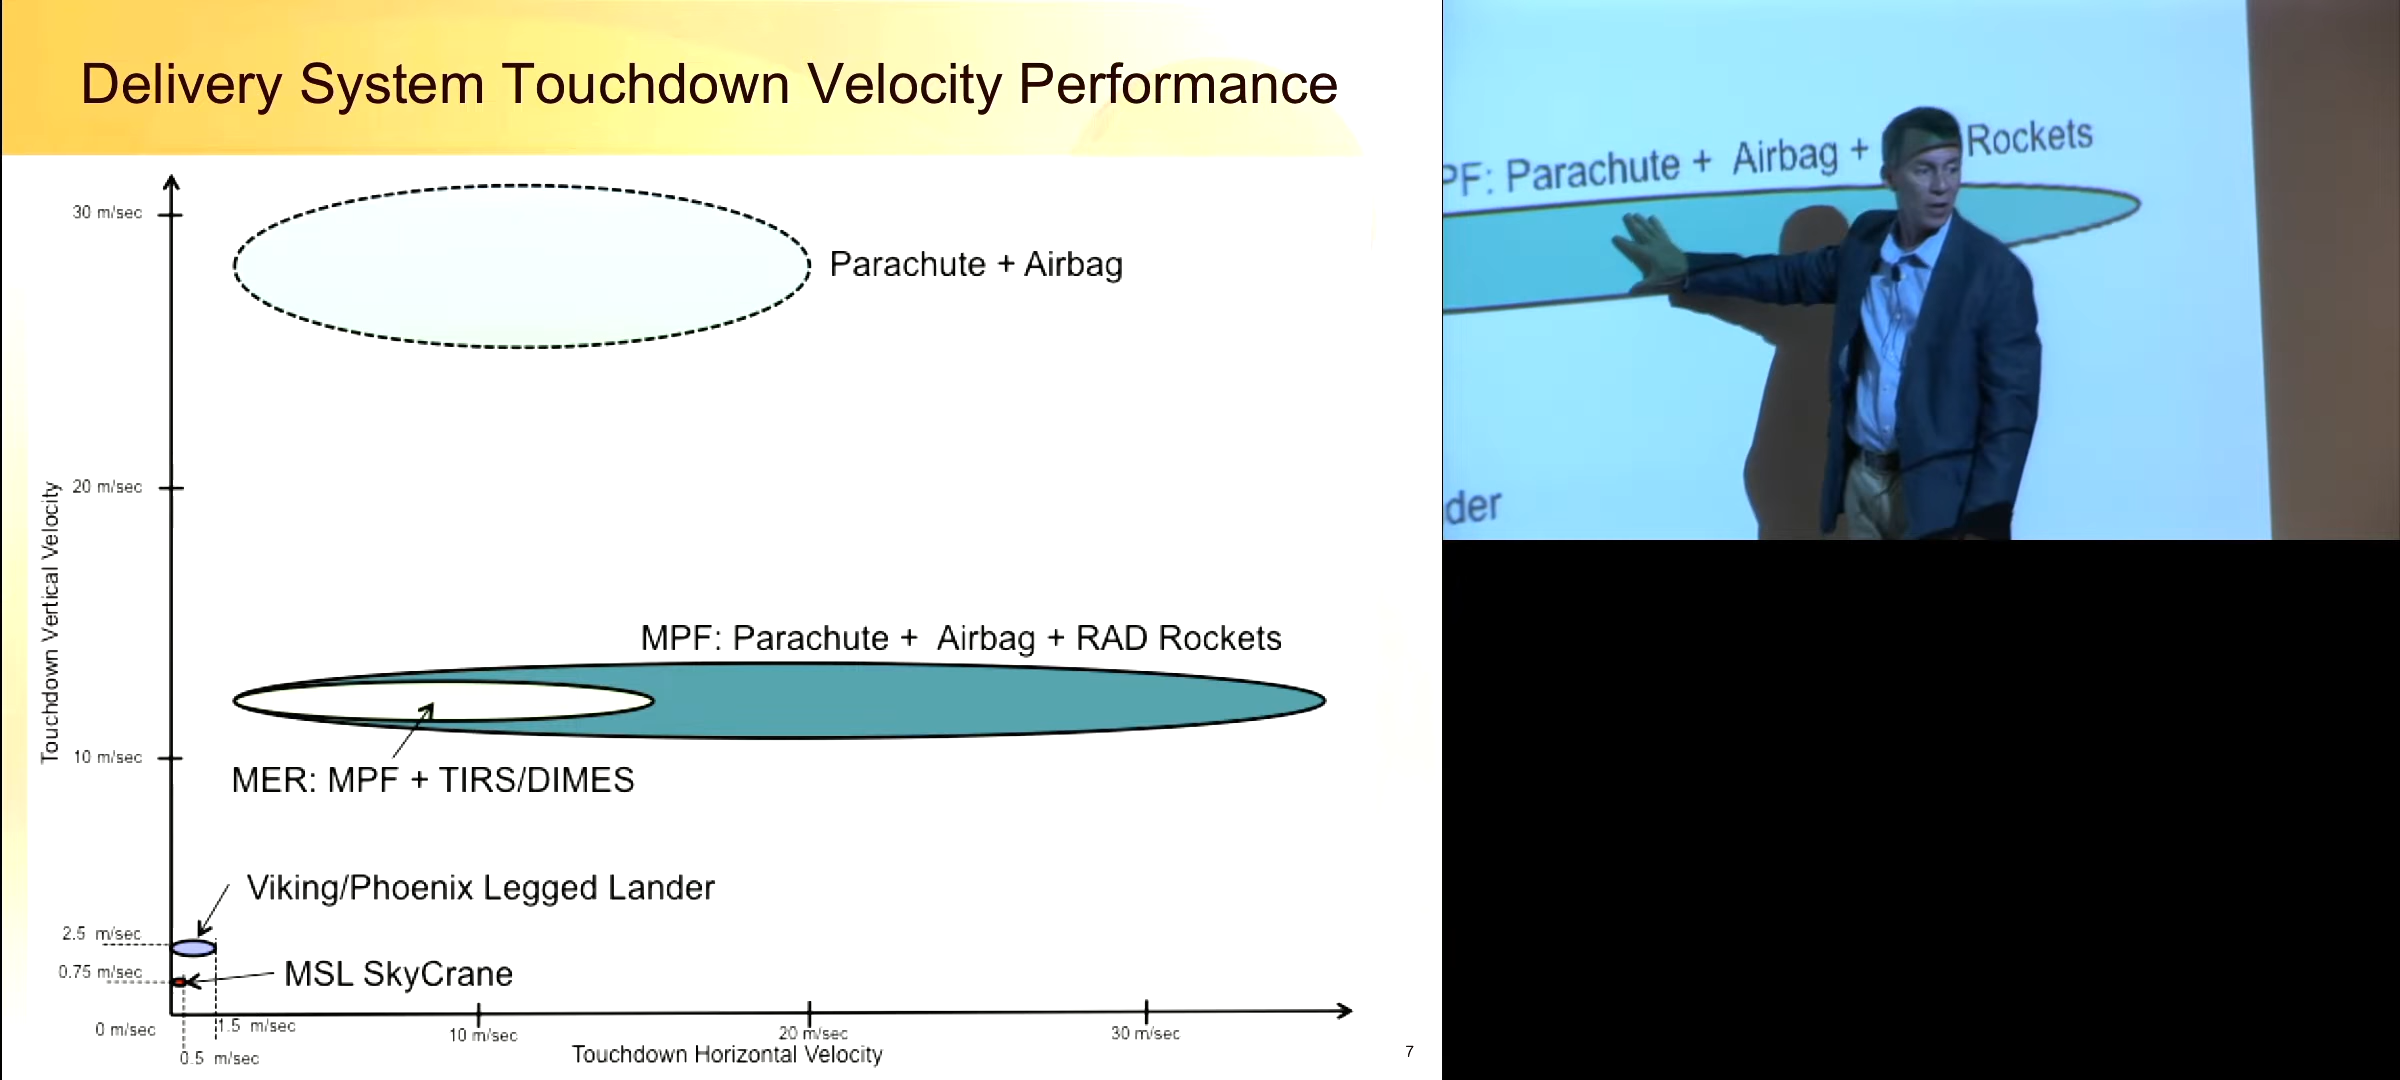 Delivery System Touchdown Velocity Performance
30 m/sec
Parachute + Airbag
20 m/sec
Touchdown Vertical Velocity
MPF: Parachute + Airbag + RAD Rockets
10 m/sec
MER: MPF + TIRS/DIMES
Viking/Phoenix Legged Lander
2.5 m/sec
0.75 m/sec
MSL SkyCrane
0 m/sec
1.5 m/sec
0.5 m/sec
10 m/sec
20 m/sec
30 m/sec
Touchdown Horizontal Velocity
7
PF: Parachute + Airbag + Rockets
der